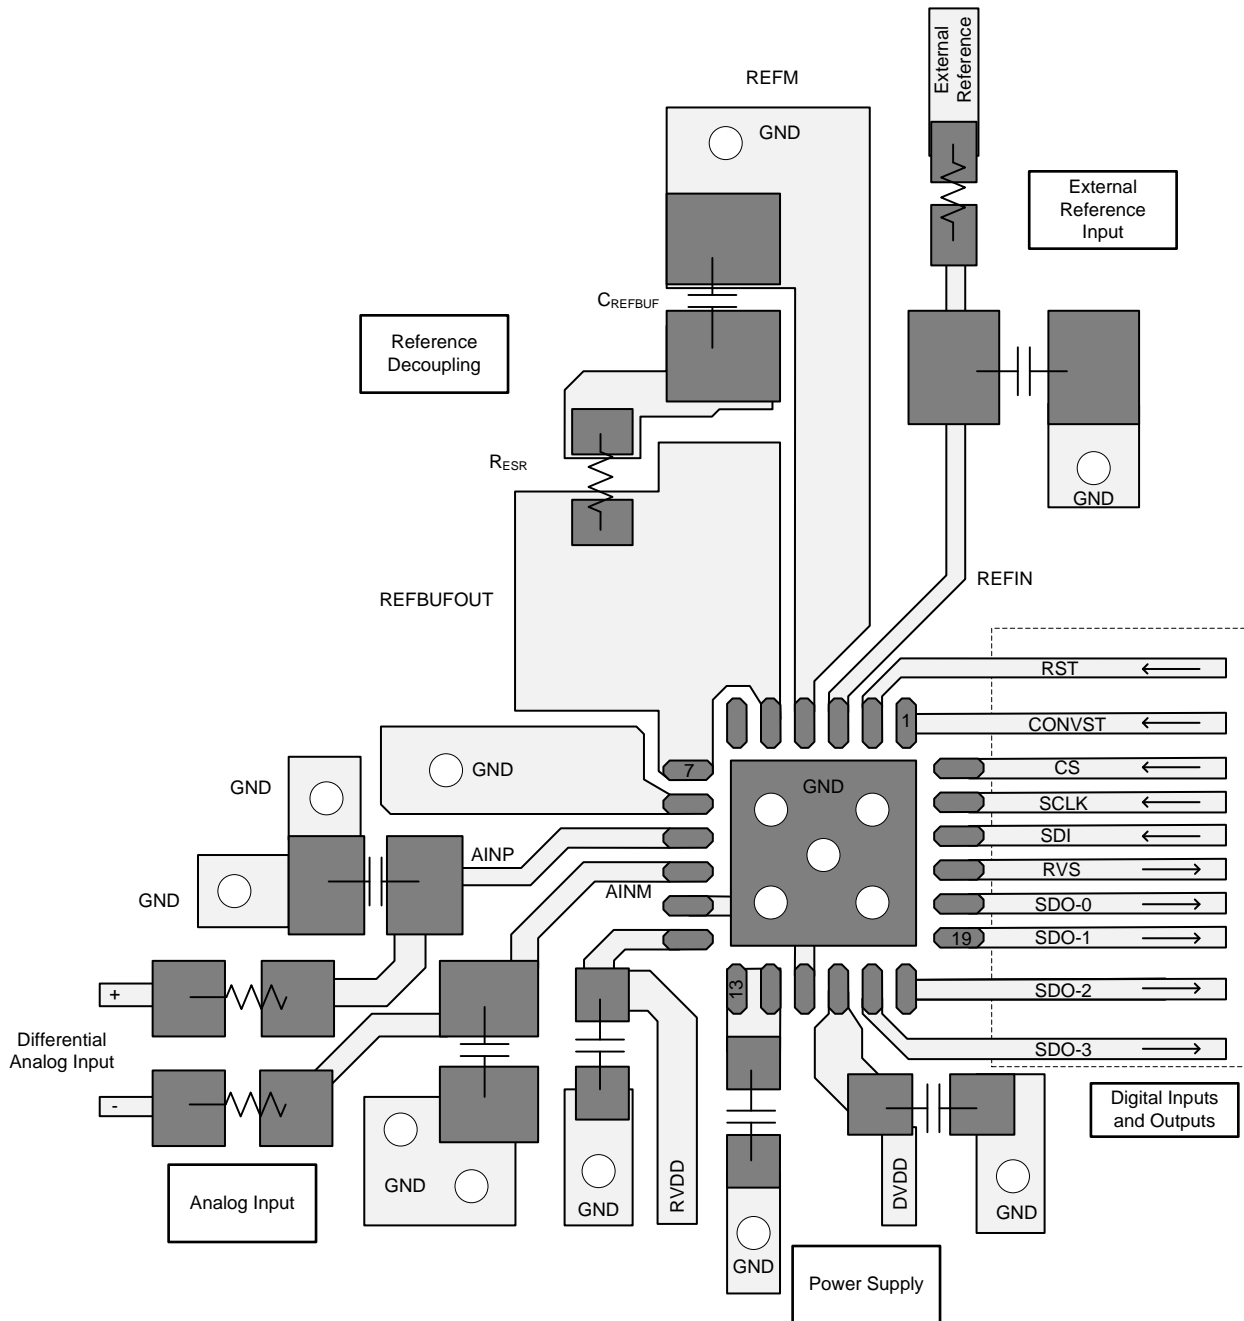 External
Reference
REFM
GND
External
Reference
Input
CREFBUF
Reference
Decoupling
RESR
GND
REFIN
REFBUFOUT
RST
1
CONVST
7
GND
CS
GND
GND
SCLK
SDI
AINP
RVS
AINM
GND
SDO-0
19
SDO-1
13
SDO-2
+
Differential
Analog Input
SDO-3
-
Digital Inputs
and Outputs
GND
RVDD
DVDD
Analog Input
GND
GND
GND
Power Supply